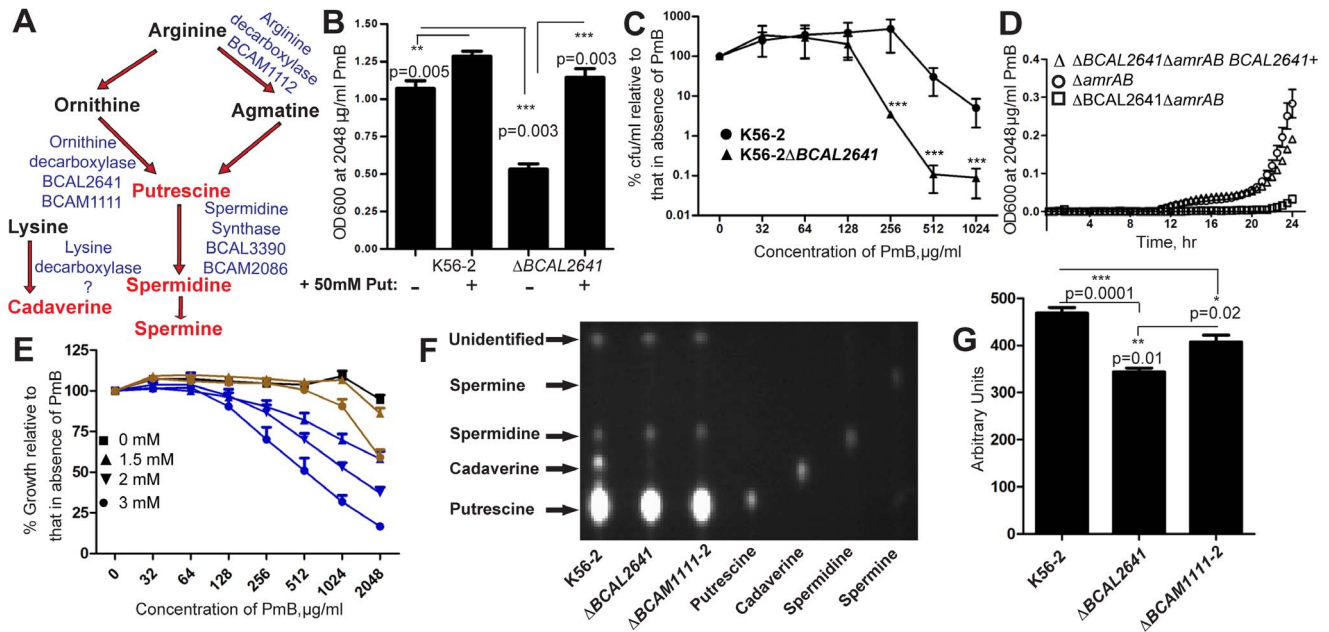 A
Arginine
Arginine
decarboxylase
BCAM1112
Ornithine
Agmatine
Ornithine
decarboxylase
BCAL2641
BCAM1111
Putrescine
Spermidine
Synthase
BCAL3390
BCAM2086
Lysine
Lysine
decarboxylase
?
Cadaverine
Spermidine
Spermine
B
OD600 at 2048 µg/ml PmB
1.50
1.25
1.00
0.75
0.50
0.25
0.00
**
p=0.005
***
p=0.003
***
p=0.003
K56-2
ΔBCAL2641
+ 50mM Put:
-
+
-
+
C
% cfu/ml relative to
that in absence of PmB
1000
100
10
1
0.1
0.01
***
***
***
K56-2
K56-2ΔBCAL2641
0
32
64
128
256
512
1024
Concentration of PmB,µg/ml
D
OD600 at 2048µg/ml PmB
ΔBCAL2641ΔamrAB BCAL2641+
ΔamrAB
ΔBCAL2641ΔamrAB
0.4
0.3
0.2
0.1
0.0
4
8
12
16
20
24
Time, hr
E
% Growth relative to
that in absence of PmB
125
100
75
50
25
0
0 mM
1.5 mM
2 mM
3 mM
0
32
64
128
256
512
1024
2048
Concentration of PmB,µg/ml
F
Unidentified
Spermine
Spermidine
Cadaverine
Putrescine
K56-2
ΔBCAL2641
ΔBCAM1111-2
Putrescine
Cadaverine
Spermidine
Spermine
G
Arbitrary Units
500
400
300
200
100
0
***
p=0.0001
*
p=0.02
**
p=0.01
K56-2
ΔBCAL2641
ΔBCAM1111-2